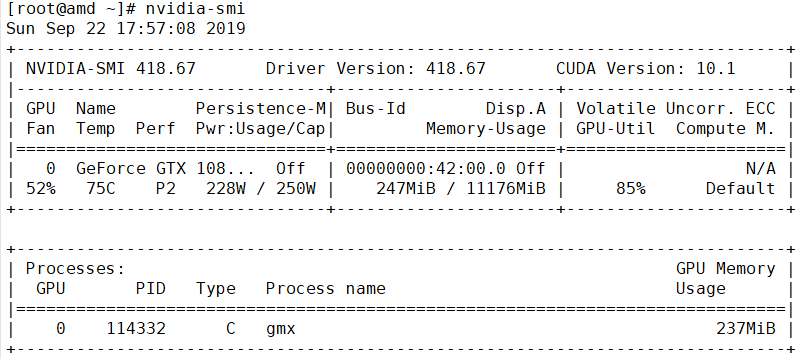 [root@amd ~]# nvidia-smi
Sun Sep 22 17:57:08 2019
+-----------------------------------------------------------------------------+
| NVIDIA-SMI 418.67       Driver Version: 418.67       CUDA Version: 10.1     |
|-------------------------------+----------------------+----------------------+
| GPU  Name        Persistence-M| Bus-Id        Disp.A | Volatile Uncorr. ECC |
| Fan  Temp  Perf  Pwr:Usage/Cap|         Memory-Usage | GPU-Util  Compute M. |
|===============================+======================+======================|
|   0  GeForce GTX 108...  Off  | 00000000:42:00.0 Off |                  N/A |
| 52%   75C    P2   228W / 250W |    247MiB / 11176MiB |     85%      Default |
+-------------------------------+----------------------+----------------------+

+-----------------------------------------------------------------------------+
| Processes:                                                       GPU Memory |
|  GPU       PID   Type   Process name                             Usage      |
|=============================================================================|
|    0    114332      C   gmx                                          237MiB |
+-----------------------------------------------------------------------------+